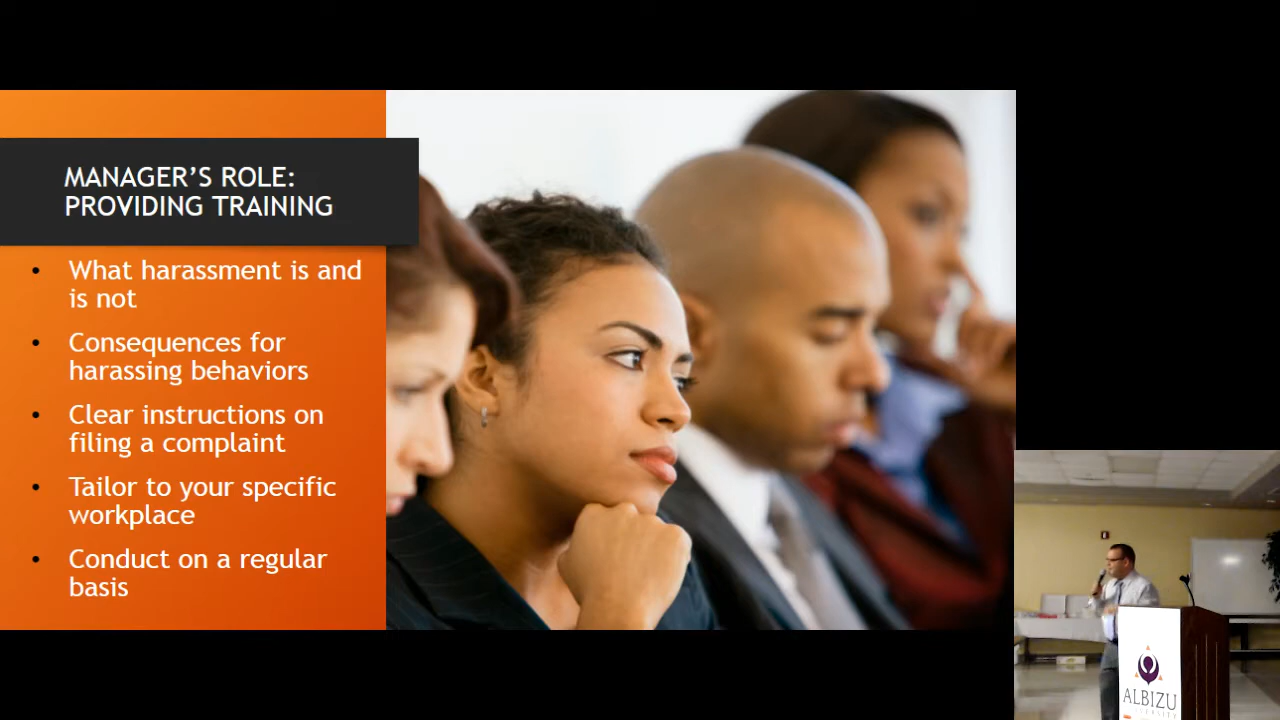 MANAGER’S ROLE:
PROVIDING TRAINING
• What harassment is and
is not
• Consequences for
harassing behaviors
• Clear instructions on
filing a complaint
• Tailor to your specific
workplace
• Conduct on a regular
basis
ALBIZU